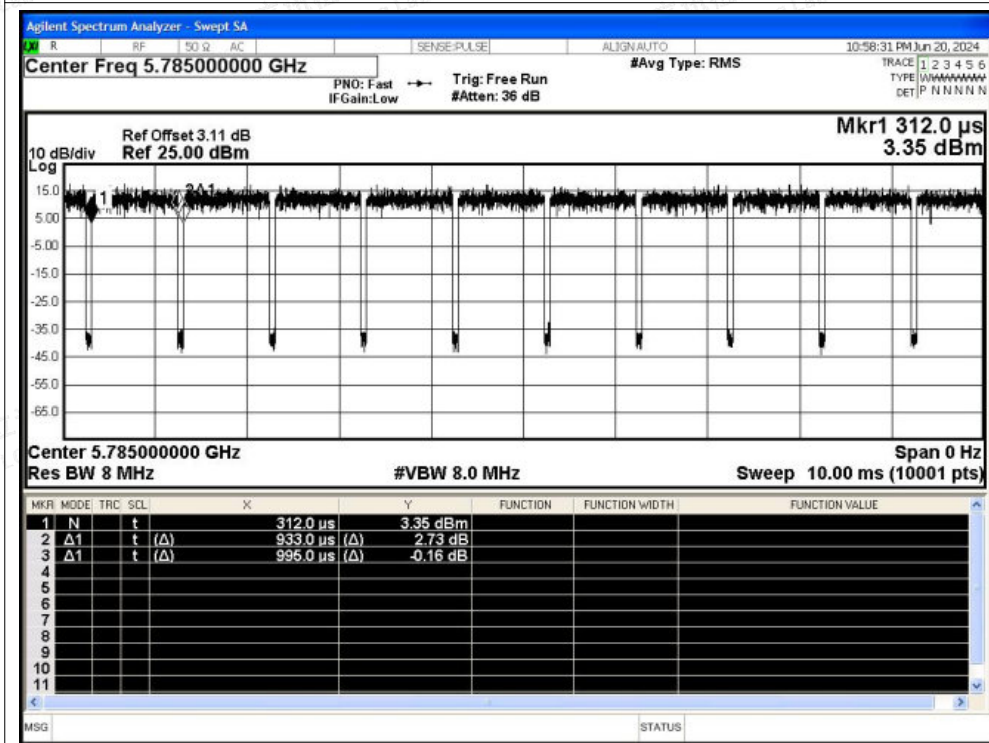 Agilent Spectrum Analyzer - Swept SA
LXI R RF 50 Ω AC SENSE:PULSE ALIGN AUTO 10:58:31 PM Jun 20, 2024
Center Freq 5.785000000 GHz #Avg Type: RMS TRACE 1 2 3 4 5 6
PNO: Fast Trig: Free Run TYPE WWWWWW
IFGain:Low #Atten: 36 dB DET P N N N N N
Mkr1 312.0 µs
Ref Offset 3.11 dB
10 dB/div Ref 25.00 dBm 3.35 dBm
Log
15.0
1
5.00
-5.00
-15.0
-25.0
-35.0
-45.0
-55.0
-65.0
Center 5.785000000 GHz Span 0 Hz
Res BW 8 MHz #VBW 8.0 MHz Sweep 10.00 ms (10001 pts)
MKR MODE TRC SCL X Y FUNCTION FUNCTION WIDTH FUNCTION VALUE
1 N t 312.0 µs 3.35 dBm
2 Δ1 t (Δ) 933.0 µs (Δ) 2.73 dB
3 Δ1 t (Δ) 995.0 µs (Δ) -0.16 dB
4
5
6
7
8
9
10
11
MSG STATUS